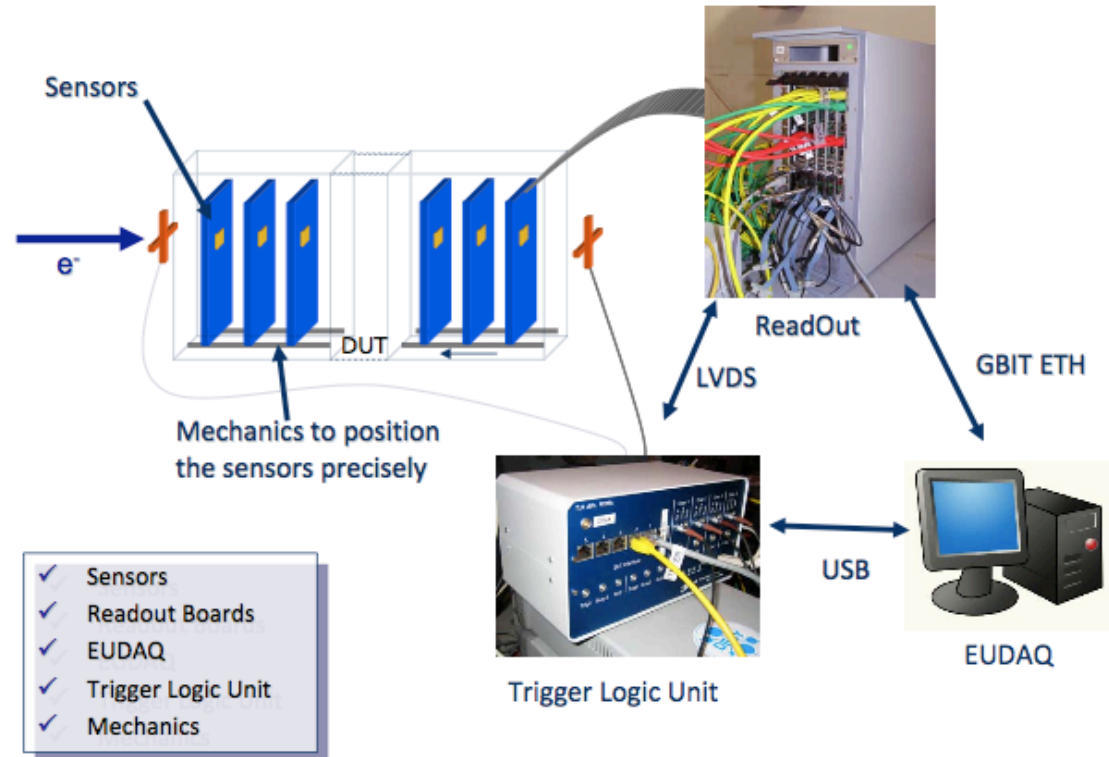 Sensors
e⁻
DUT
Mechanics to position
the sensors precisely
ReadOut
LVDS
GBIT ETH
USB
EUDAQ
Trigger Logic Unit
✓ Sensors
✓ Readout Boards
✓ EUDAQ
✓ Trigger Logic Unit
✓ Mechanics